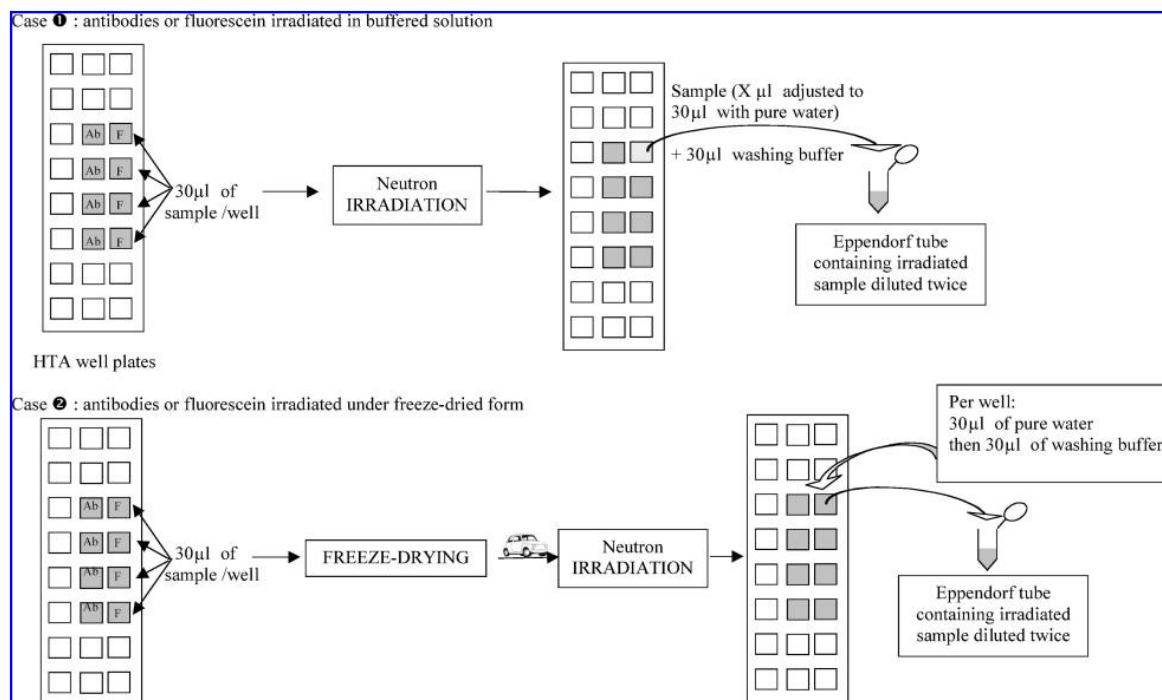 Case ❶ : antibodies or fluorescein irradiated in buffered solution
Sample (X µl adjusted to
30µl with pure water)
+ 30µl washing buffer
Ab F
Ab F
Ab F
Ab F
30µl of
sample /well
Neutron
IRRADIATION
Eppendorf tube
containing irradiated
sample diluted twice
HTA well plates
Case ❷ : antibodies or fluorescein irradiated under freeze-dried form
Per well:
30µl of pure water
then 30µl of washing buffer
Ab F
Ab F
Ab F
Ab F
30µl of
sample /well
FREEZE-DRYING
Neutron
IRRADIATION
Eppendorf tube
containing irradiated
sample diluted twice